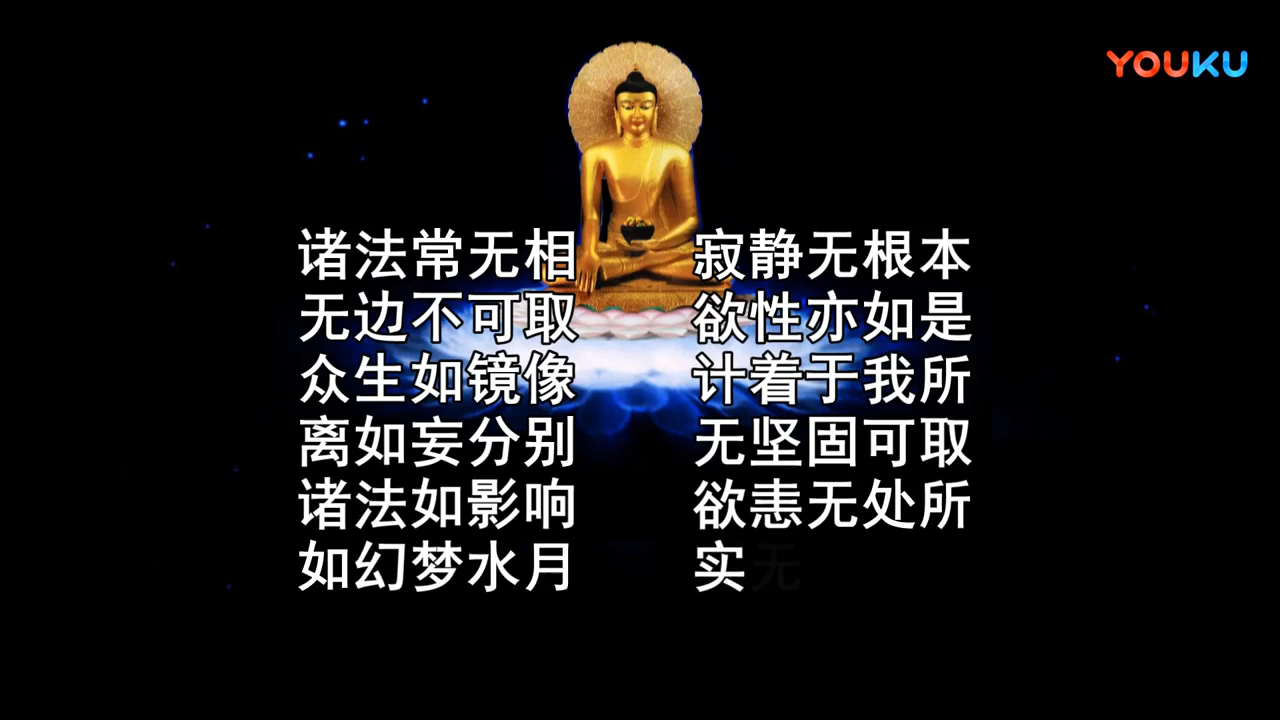 YOUKU
诸法常无相 寂静无根本
无边不可取 欲性亦如是
众生如镜像 计着于我所
离如妄分别 无坚固可取
诸法如影响 欲恚无处所
如幻梦水月 实无